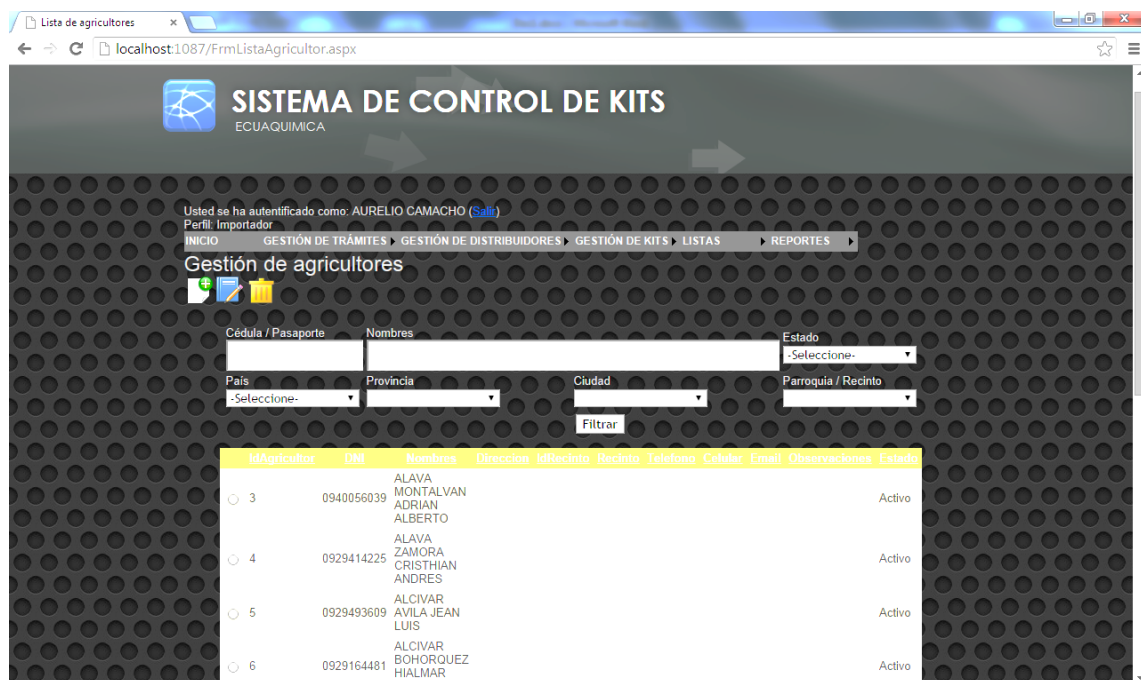 Lista de agricultores
localhost:1087/FrmListaAgricultor.aspx
SISTEMA DE CONTROL DE KITS
ECUAQUIMICA
Usted se ha autentificado como: AURELIO CAMACHO (Salir)
Perfil: Importador
INICIO GESTIÓN DE TRÁMITES GESTIÓN DE DISTRIBUIDORES GESTIÓN DE KITS LISTAS REPORTES
Gestión de agricultores
Cédula / Pasaporte Nombres Estado
-Seleccione-
País Provincia Ciudad Parroquia / Recinto
-Seleccione-
Filtrar
IdAgricultor DNI Nombres Direccion IdRecinto Recinto Telefono Celular Email Observaciones Estado
3 0940056039 ALAVA MONTALVAN ADRIAN ALBERTO Activo
4 0929414225 ALAVA ZAMORA CRISTHIAN ANDRES Activo
5 0929493609 ALCIVAR AVILA JEAN LUIS Activo
6 0929164481 ALCIVAR BOHORQUEZ HIALMAR Activo